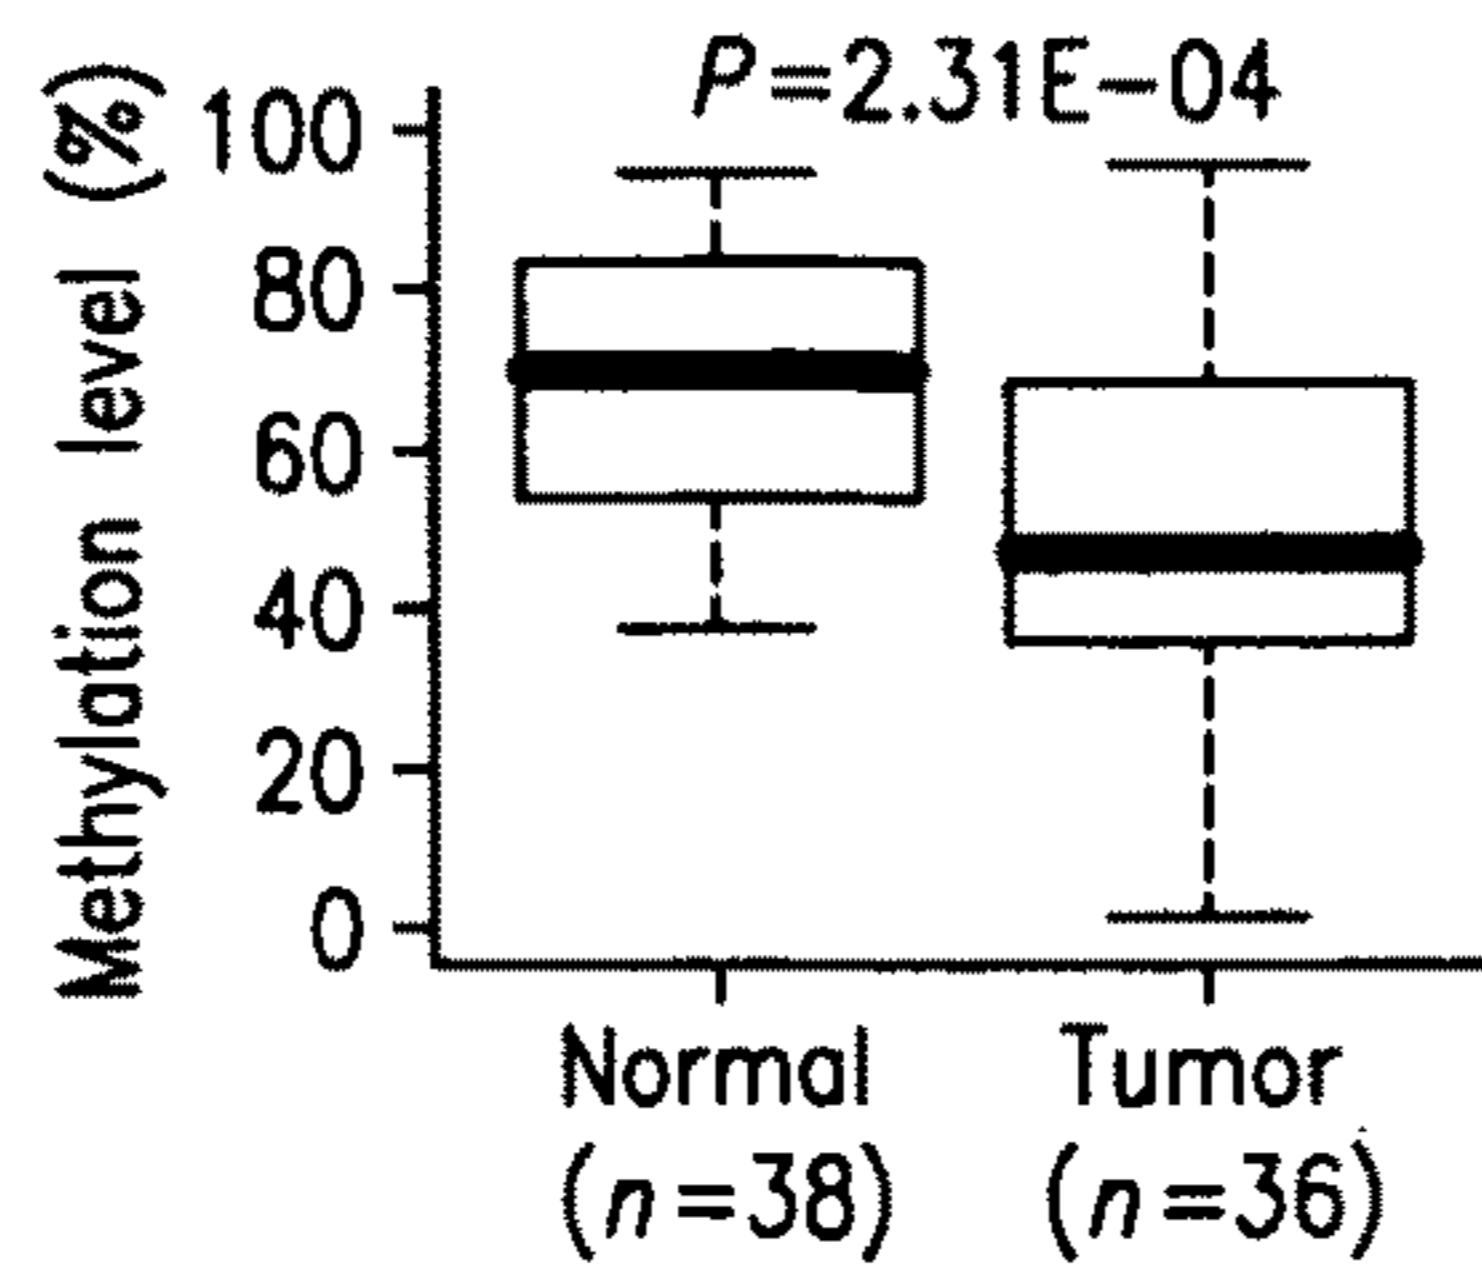 P=2.31E-04
Methylation level (%)
100
80
60
40
20
0
Normal Tumor
(n=38) (n=36)